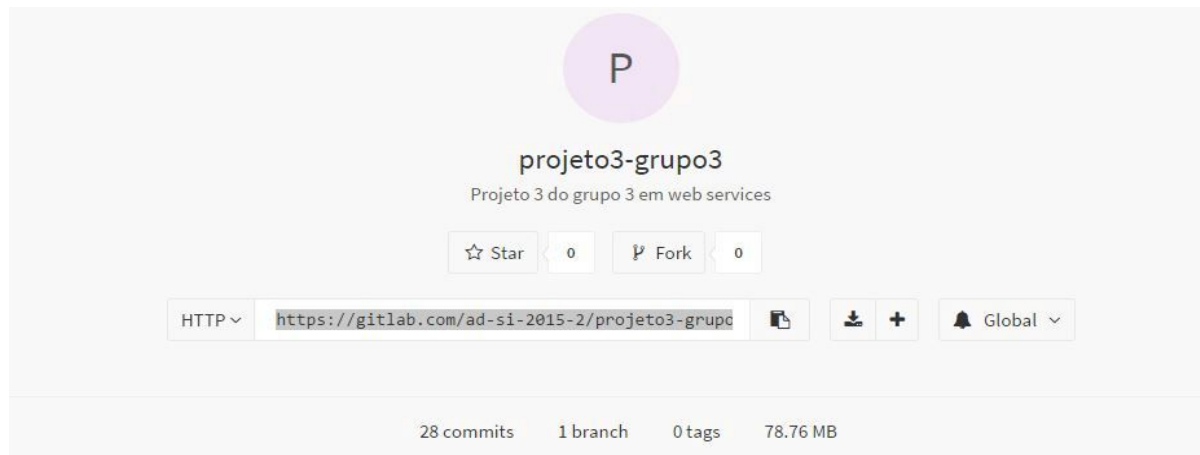 P
projeto3-grupo3
Projeto 3 do grupo 3 em web services
Star 0 Fork 0
HTTP https://gitlab.com/ad-si-2015-2/projeto3-grupo Global
28 commits 1 branch 0 tags 78.76 MB